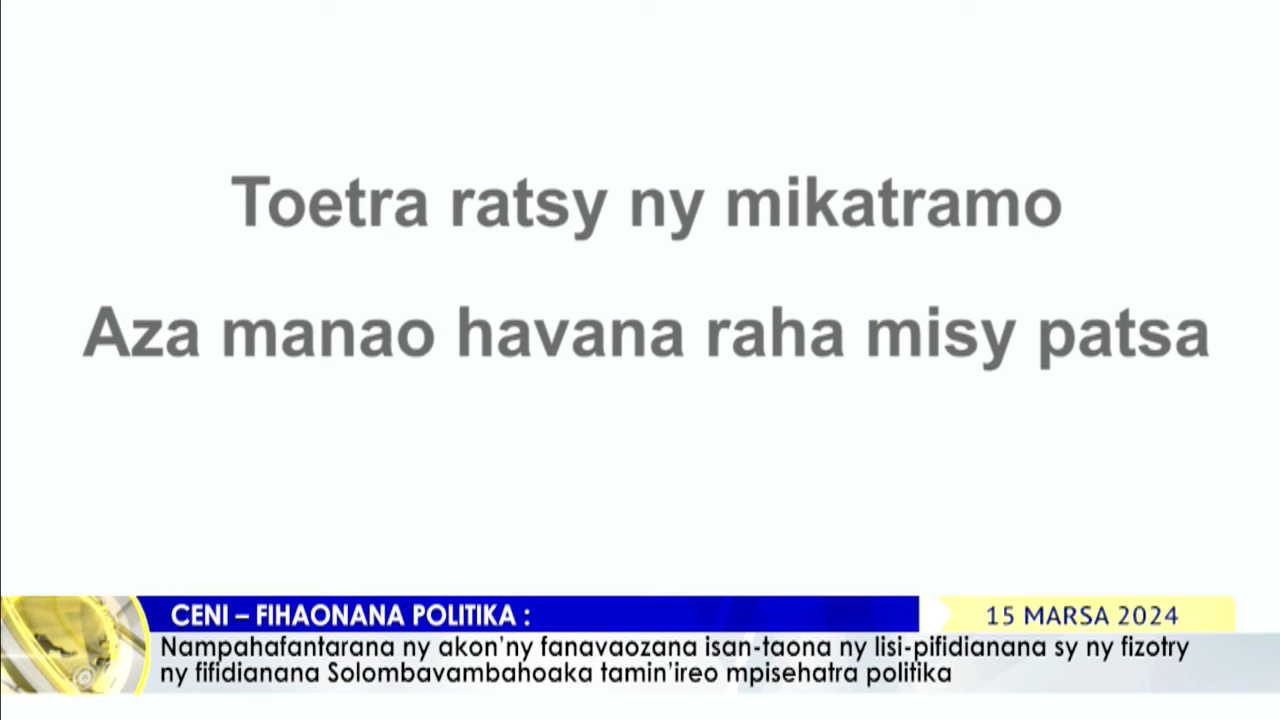 Toetra ratsy ny mikatramo
Aza manao havana raha misy patsa
CENI – FIHAONANA POLITIKA :
15 MARSA 2024
Nampahafantarana ny akon'ny fanavaozana isan-taona ny lisi-pifidianana sy ny fizotry
ny fifidianana Solombavambahoaka tamin'ireo mpisehatra politika